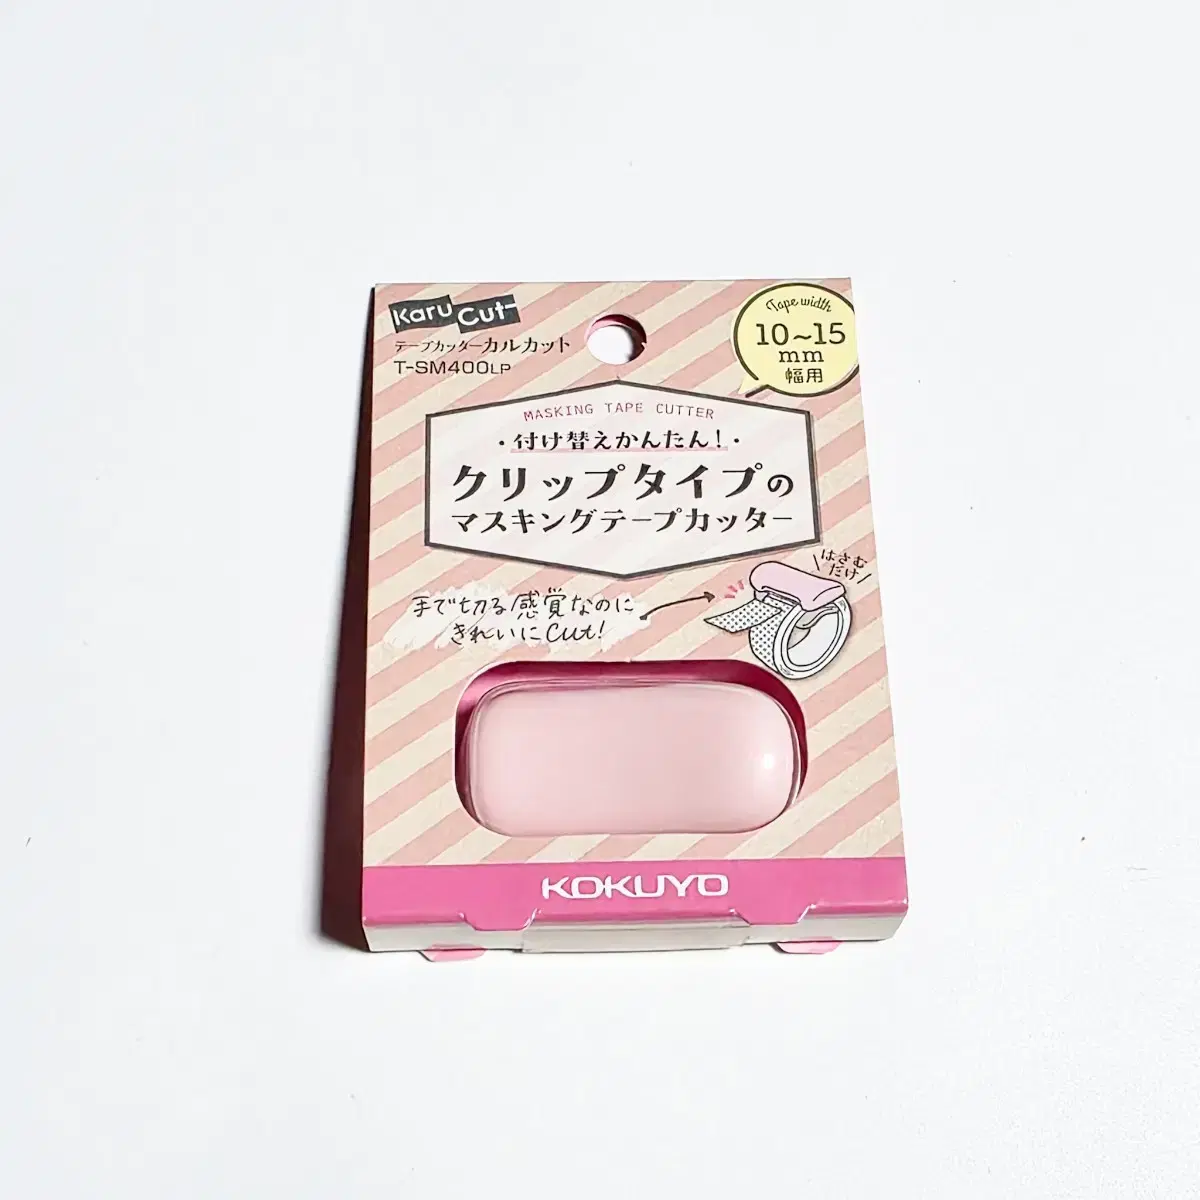 Karu Cut
テープカッターカルカット
T-SM400LP
Tape width
10~15
mm
幅用
MASKING TAPE CUTTER
・付け替えかんたん!・
クリップタイプの
マスキングテープカッター
はさむ
だけ
手で切る感覚なのに
きれいにcut!
KOKUYO